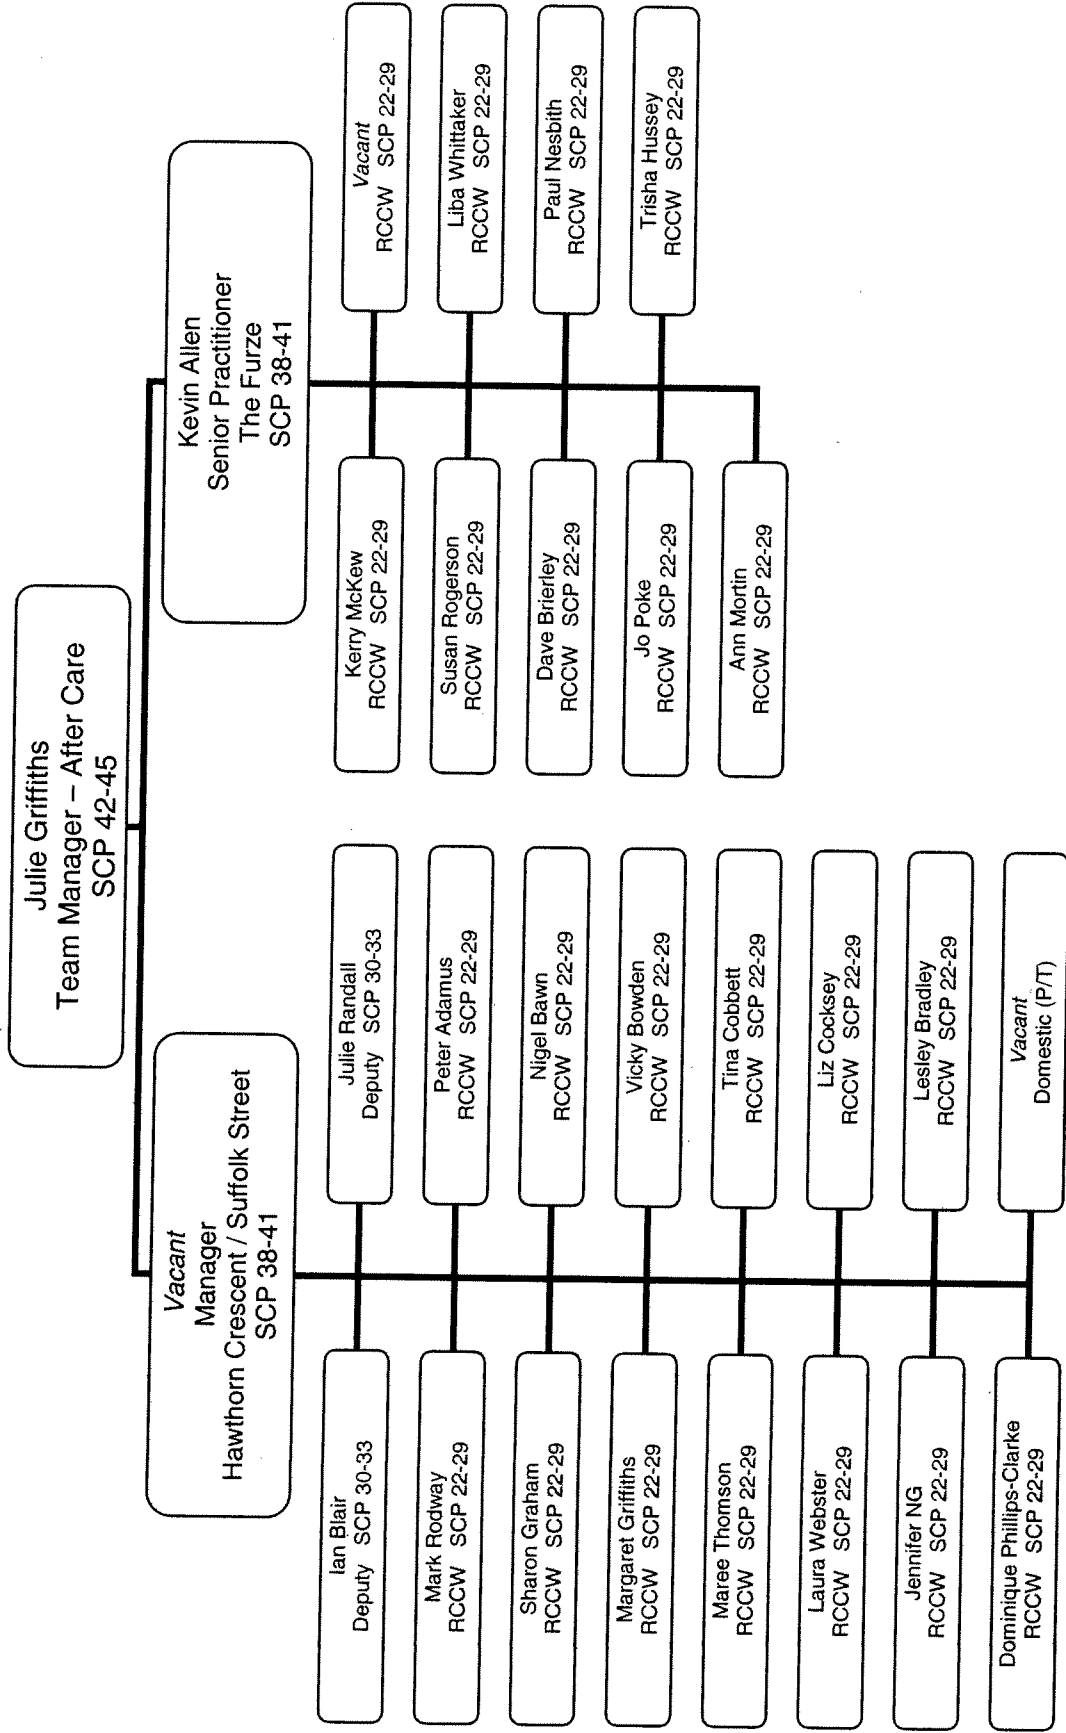 Julie Griffiths
Team Manager – After Care
SCP 42-45
Vacant
Manager
Hawthorn Crescent / Suffolk Street
SCP 38-41
Kevin Allen
Senior Practitioner
The Furze
SCP 38-41
Ian Blair
Deputy SCP 30-33
Julie Randall
Deputy SCP 30-33
Mark Rodway
RCCW SCP 22-29
Peter Adamus
RCCW SCP 22-29
Sharon Graham
RCCW SCP 22-29
Nigel Bawn
RCCW SCP 22-29
Margaret Griffiths
RCCW SCP 22-29
Vicky Bowden
RCCW SCP 22-29
Maree Thomson
RCCW SCP 22-29
Tina Cobbett
RCCW SCP 22-29
Laura Webster
RCCW SCP 22-29
Liz Cocksey
RCCW SCP 22-29
Jennifer NG
RCCW SCP 22-29
Lesley Bradley
RCCW SCP 22-29
Dominique Phillips-Clarke
RCCW SCP 22-29
Vacant
Domestic (P/T)
Kerry McKew
RCCW SCP 22-29
Vacant
RCCW SCP 22-29
Susan Rogerson
RCCW SCP 22-29
Liba Whittaker
RCCW SCP 22-29
Dave Brierley
RCCW SCP 22-29
Paul Nesbith
RCCW SCP 22-29
Jo Poke
RCCW SCP 22-29
Trisha Hussey
RCCW SCP 22-29
Ann Mortin
RCCW SCP 22-29